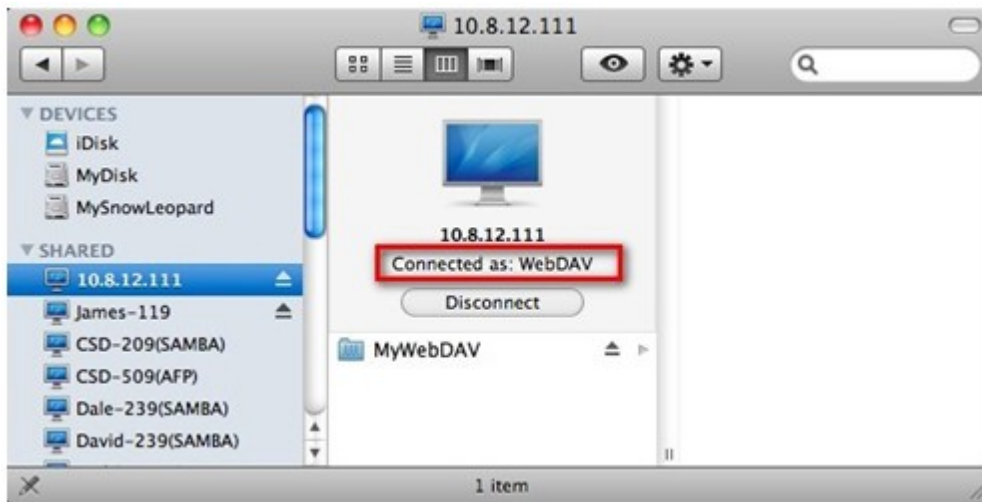 10.8.12.111
DEVICES
iDisk
MyDisk
MySnowLeopard
SHARED
10.8.12.111
James-119
CSD-209(SAMBA)
CSD-509(AFP)
Dale-239(SAMBA)
David-239(SAMBA)
10.8.12.111
Connected as: WebDAV
Disconnect
MyWebDAV
1 item